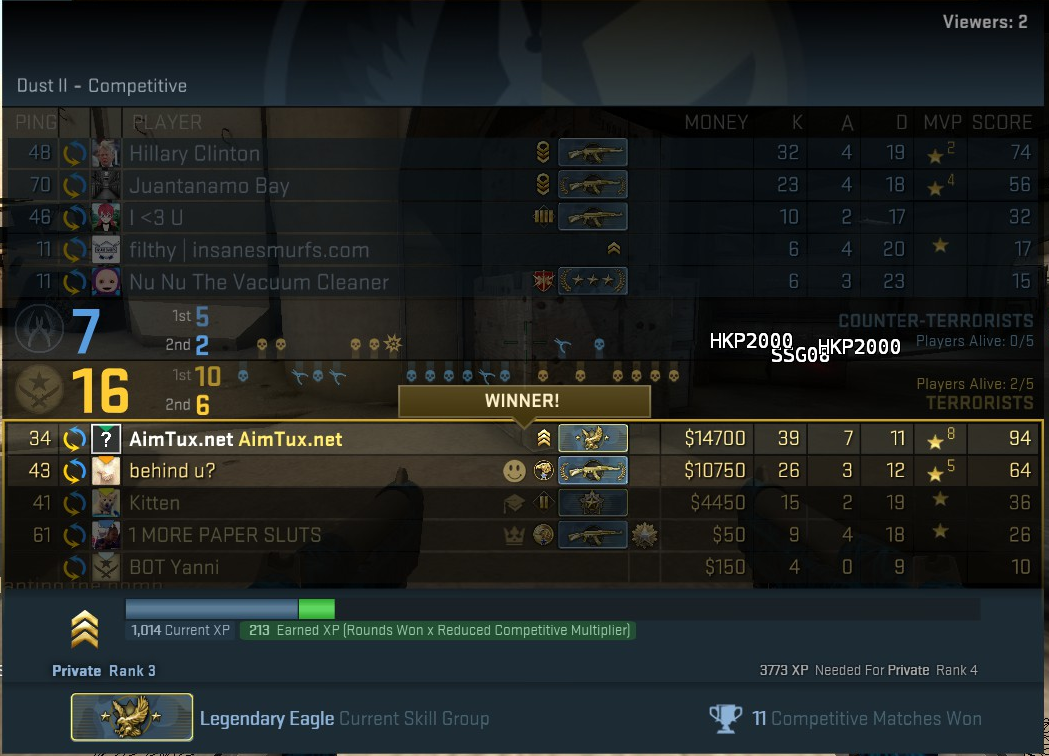 Viewers: 2
Dust II - Competitive
PING PLAYER MONEY K A D MVP SCORE
48 Hillary Clinton 32 4 19 2 74
70 Juantanamo Bay 23 4 18 4 56
46 I <3 U 10 2 17 32
11 filthy | insanesmurfs.com 6 4 20 17
11 Nu Nu The Vacuum Cleaner 6 3 23 15
7 1st 5 COUNTER-TERRORISTS
2nd 2 Players Alive: 0/5
HKP2000 SSG08 HKP2000
16 1st 10 Players Alive: 2/5
2nd 6 TERRORISTS
WINNER!
34 ? AimTux.net AimTux.net $14700 39 7 11 8 94
43 behind u? $10750 26 3 12 5 64
41 Kitten $4450 15 2 19 36
61 1 MORE PAPER SLUTS $50 9 4 18 26
BOT Yanni $150 4 0 9 10
anting the bomb
1,014 Current XP 213 Earned XP (Rounds Won x Reduced Competitive Multiplier)
Private Rank 3 3773 XP Needed For Private Rank 4
Legendary Eagle Current Skill Group 11 Competitive Matches Won